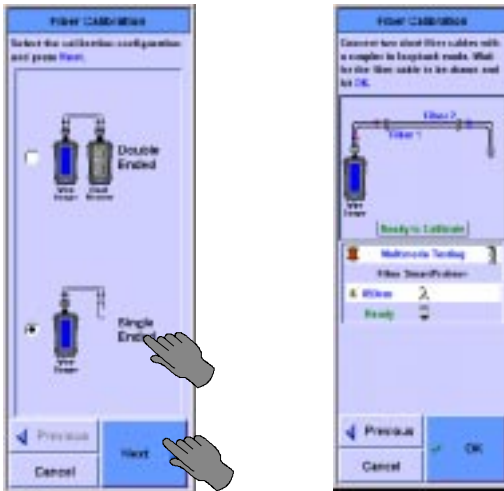 Fiber Calibration
Select the calibration configuration
and press Next.
Double
Ended
Single
Ended
Previous
Next
Cancel
Fiber Calibration
Connect two short fiber cables with
a coupler in loopback mode. Wait
for the fiber cable to be shown and
hit OK.
Fiber 2
Fiber 1
Ready to Calibrate
Multimode Testing
Fiber SmartProbe+
Ready
Previous
OK
Cancel